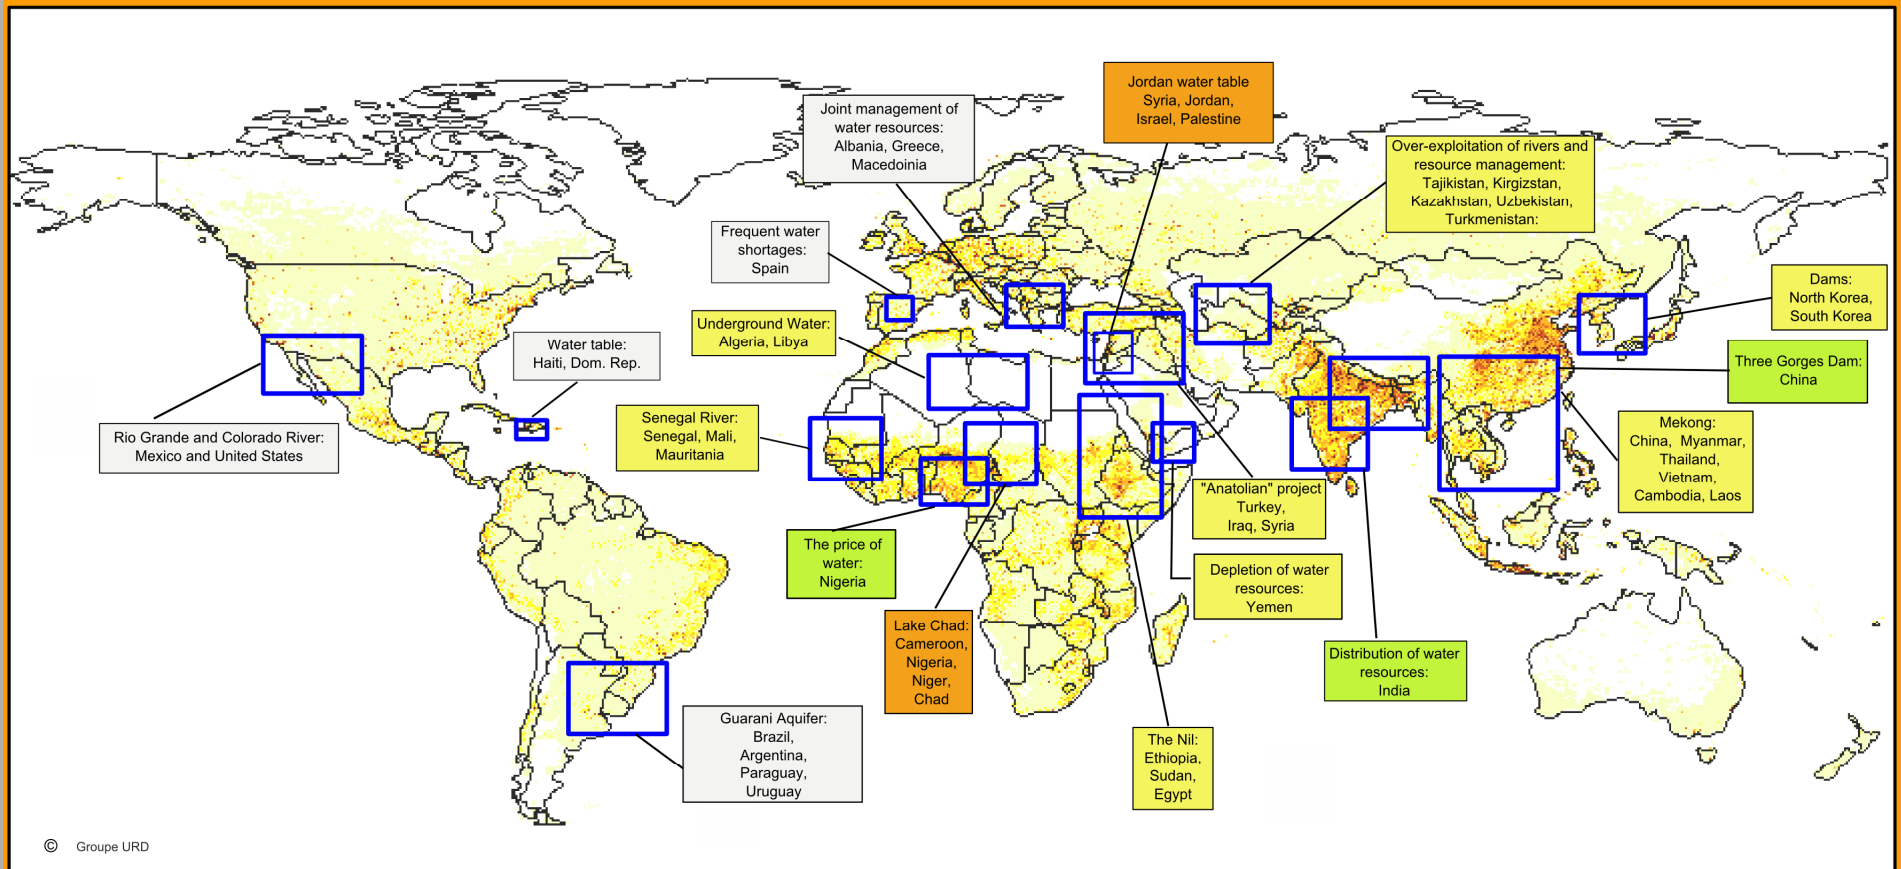 Jordan water table
Syria, Jordan,
Israel, Palestine
Joint management of
water resources:
Albania, Greece,
Macedoinia
Over-exploitation of rivers and
resource management:
Tajikistan, Kirgizstan,
Kazakhstan, Uzbekistan,
Turkmenistan:
Frequent water
shortages:
Spain
Dams:
North Korea,
South Korea
Underground Water:
Algeria, Libya
Water table:
Haiti, Dom. Rep.
Three Gorges Dam:
China
Senegal River:
Senegal, Mali,
Mauritania
Rio Grande and Colorado River:
Mexico and United States
Mekong:
China, Myanmar,
Thailand,
Vietnam,
Cambodia, Laos
"Anatolian" project
Turkey,
Iraq, Syria
The price of
water:
Nigeria
Depletion of water
resources:
Yemen
Lake Chad:
Cameroon,
Nigeria,
Niger,
Chad
Distribution of water
resources:
India
Guarani Aquifer:
Brazil,
Argentina,
Paraguay,
Uruguay
The Nil:
Ethiopia,
Sudan,
Egypt
© Groupe URD